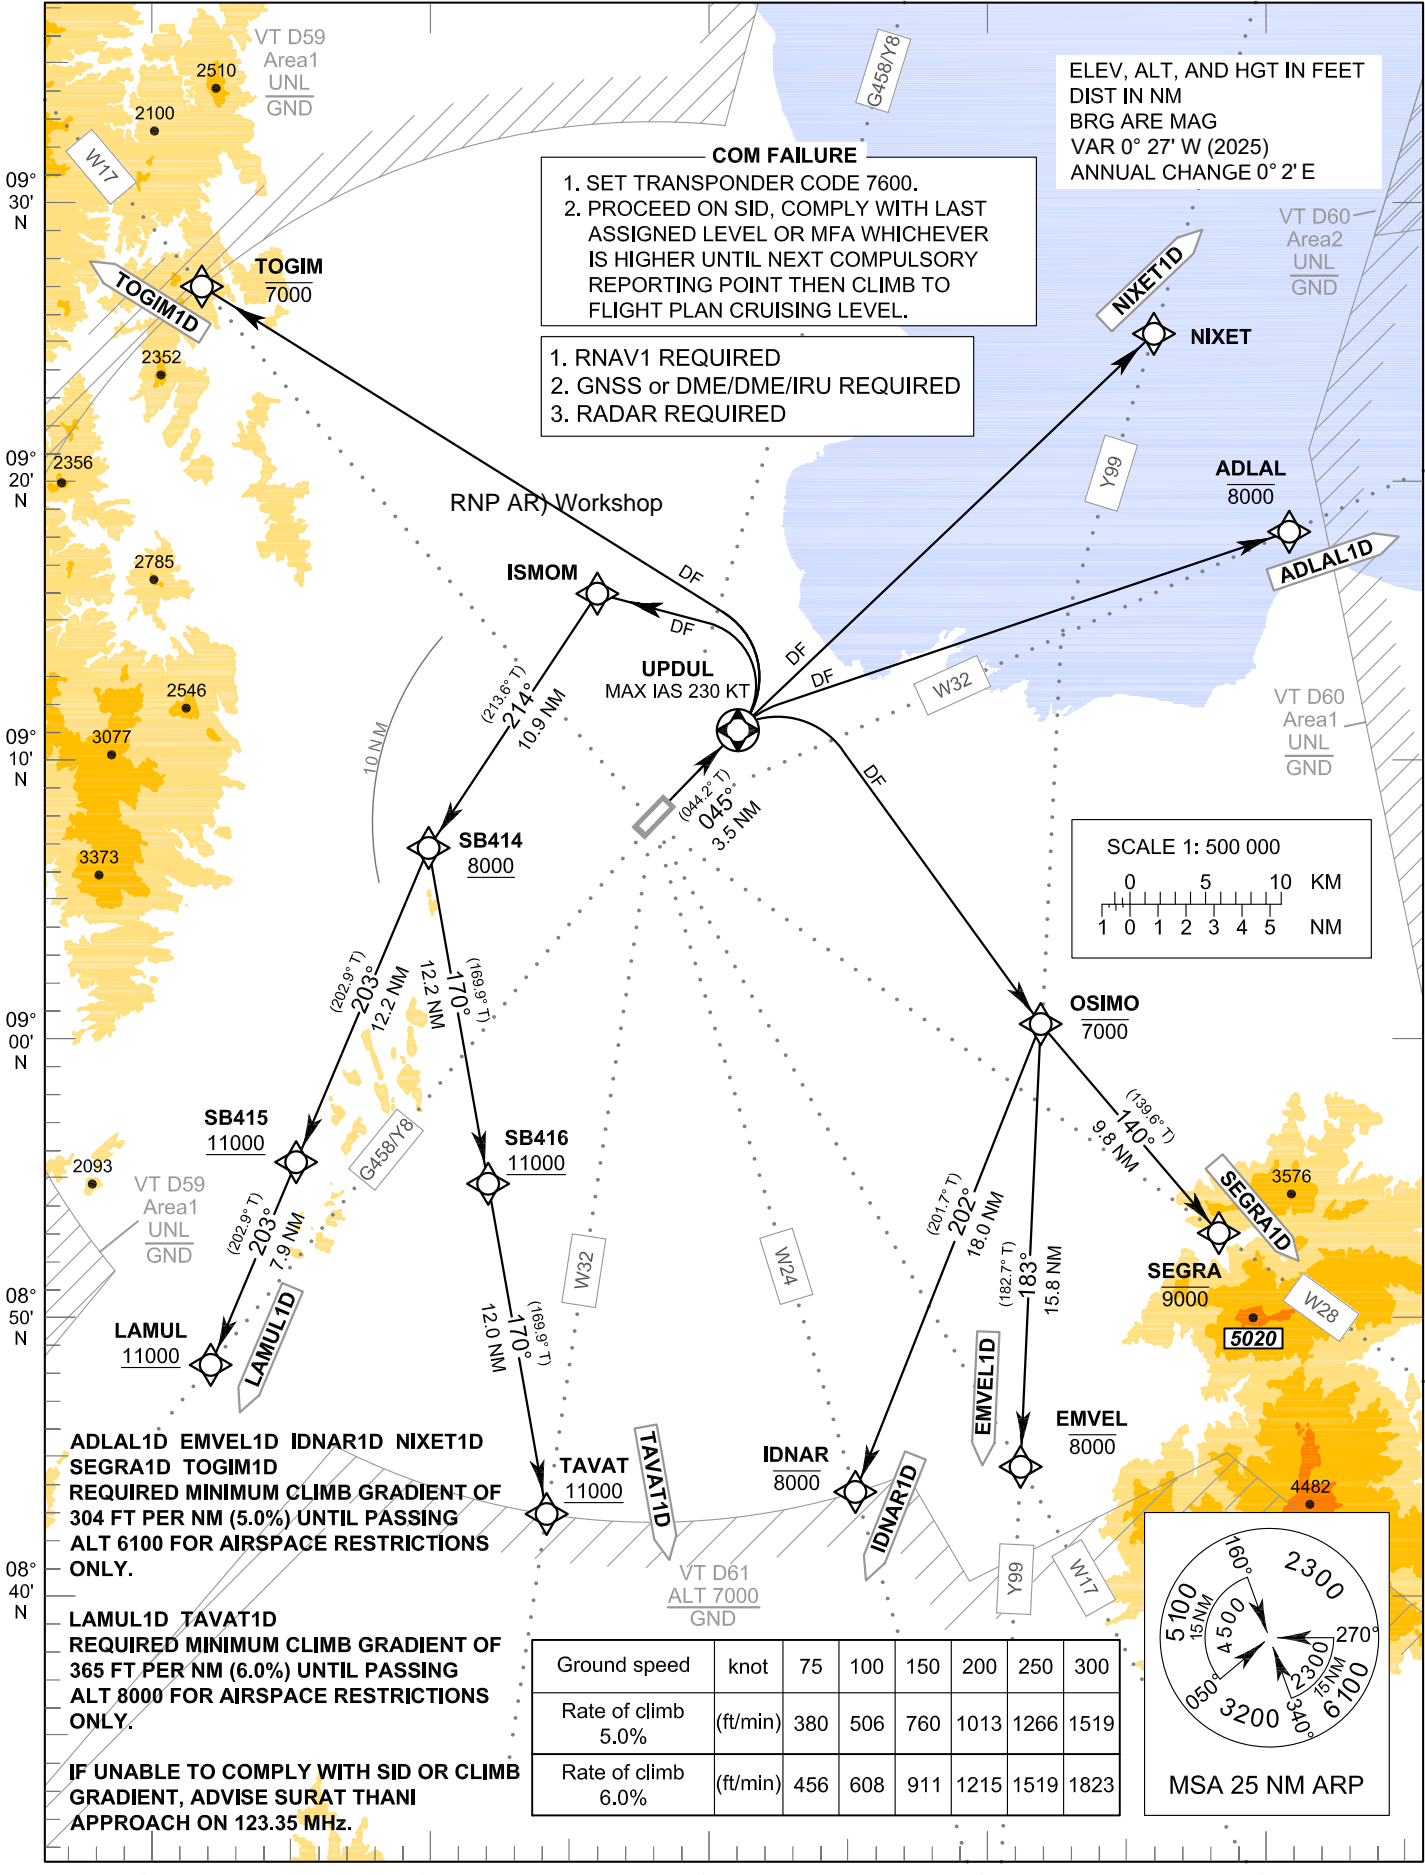 VT D59
Area1
UNL
GND
2510
2100
W17
09°
30'
N
G458/Y8
ELEV, ALT, AND HGT IN FEET
DIST IN NM
BRG ARE MAG
VAR 0° 27' W (2025)
ANNUAL CHANGE 0° 2' E
COM FAILURE
1. SET TRANSPONDER CODE 7600.
2. PROCEED ON SID, COMPLY WITH LAST
ASSIGNED LEVEL OR MFA WHICHEVER
IS HIGHER UNTIL NEXT COMPULSORY
REPORTING POINT THEN CLIMB TO
FLIGHT PLAN CRUISING LEVEL.
1. RNAV1 REQUIRED
2. GNSS or DME/DME/IRU REQUIRED
3. RADAR REQUIRED
VT D60
Area2
UNL
GND
TOGIM
7000
TOGIM1D
NIXET1D
NIXET
2352
09°
20'
N
2356
Y99
ADLAL
8000
ADLAL1D
RNP AR) Workshop
2785
ISMOM
DF
DF
DF
DF
UPDUL
MAX IAS 230 KT
W32
VT D60
Area1
UNL
GND
2546
3077
09°
10'
N
10 NM
(213.6° T)
214°
10.9 NM
DF
(044.2° T)
045°
3.5 NM
SB414
8000
3373
SCALE 1: 500 000
0 5 10 KM
1 0 1 2 3 4 5 NM
(202.9° T)
203°
12.2 NM
(169.9° T)
170°
12.2 NM
OSIMO
7000
09°
00'
N
SB415
11000
G458/Y8
SB416
11000
(139.6° T)
140°
9.8 NM
2093
VT D59
Area1
UNL
GND
(202.9° T)
203°
7.9 NM
W32
W24
(201.7° T)
202°
18.0 NM
(182.7° T)
183°
15.8 NM
3576
SEGRA1D
SEGRA
9000
W28
5020
08°
50'
N
LAMUL
11000
LAMUL1D
(169.9° T)
170°
12.0 NM
EMVEL1D
EMVEL
8000
TAVAT
11000
TAVAT1D
IDNAR
8000
IDNAR1D
4482
ADLAL1D EMVEL1D IDNAR1D NIXET1D
SEGRA1D TOGIM1D
REQUIRED MINIMUM CLIMB GRADIENT OF
304 FT PER NM (5.0%) UNTIL PASSING
ALT 6100 FOR AIRSPACE RESTRICTIONS
ONLY.
08°
40'
N
VT D61
ALT 7000
GND
Y99
W17
LAMUL1D TAVAT1D
REQUIRED MINIMUM CLIMB GRADIENT OF
365 FT PER NM (6.0%) UNTIL PASSING
ALT 8000 FOR AIRSPACE RESTRICTIONS
ONLY.
IF UNABLE TO COMPLY WITH SID OR CLIMB
GRADIENT, ADVISE SURAT THANI
APPROACH ON 123.35 MHz.
Ground speed knot 75 100 150 200 250 300
Rate of climb
5.0% (ft/min) 380 506 760 1013 1266 1519
Rate of climb
6.0% (ft/min) 456 608 911 1215 1519 1823
160°
2300
5100
15NM
4500
270°
2300
15NM
6100
050°
3200
340°
MSA 25 NM ARP